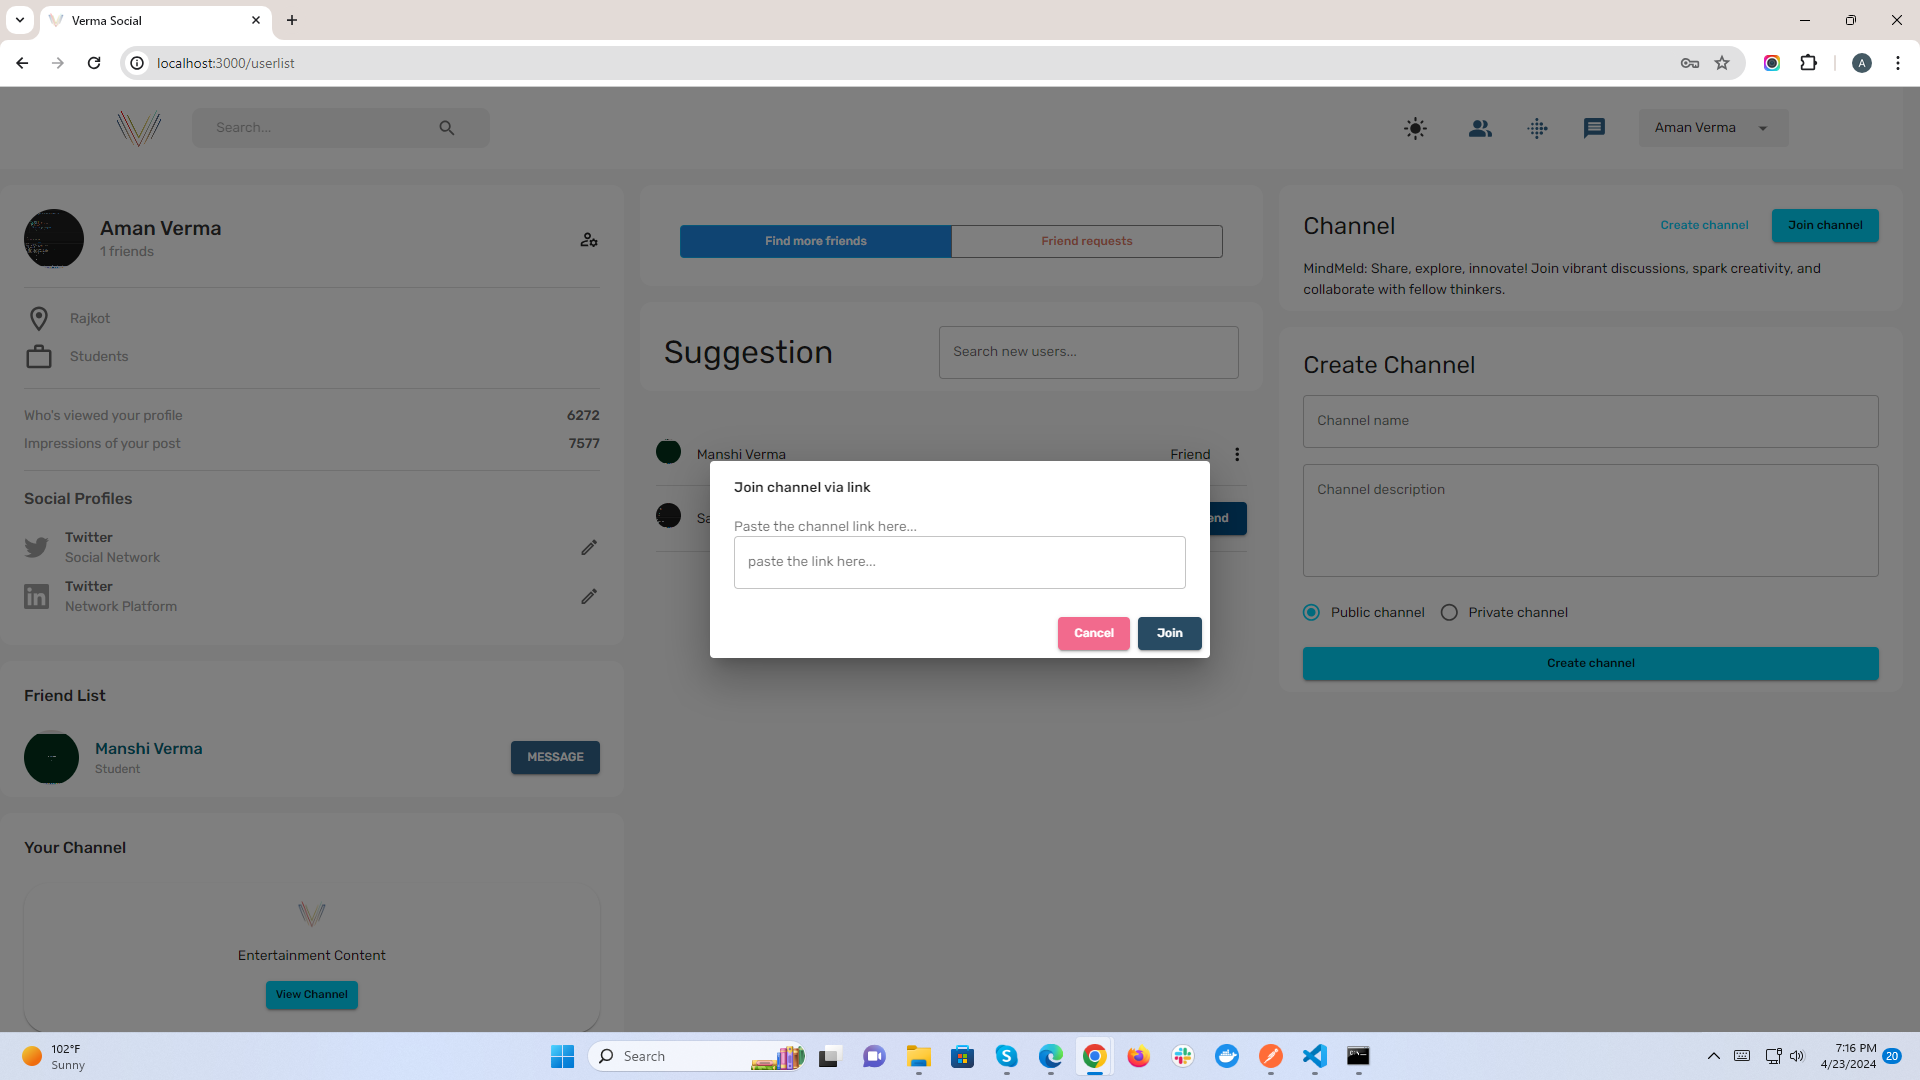 Verma Social
localhost:3000/userlist
A
Search...
Aman Verma
Aman Verma
1 friends
Rajkot
Students
Who's viewed your profile 6272
Impressions of your post 7577
Social Profiles
Twitter
Social Network
Twitter
Network Platform
Friend List
Manshi Verma
Student
MESSAGE
Your Channel
Entertainment Content
View Channel
Find more friends
Friend requests
Suggestion
Search new users...
Manshi Verma
Friend
Join channel via link
Paste the channel link here...
paste the link here...
Cancel
Join
Channel
Create channel
Join channel
MindMeld: Share, explore, innovate! Join vibrant discussions, spark creativity, and
collaborate with fellow thinkers.
Create Channel
Channel name
Channel description
Public channel
Private channel
Create channel
102°F
Sunny
Search
7:16 PM
4/23/2024
20